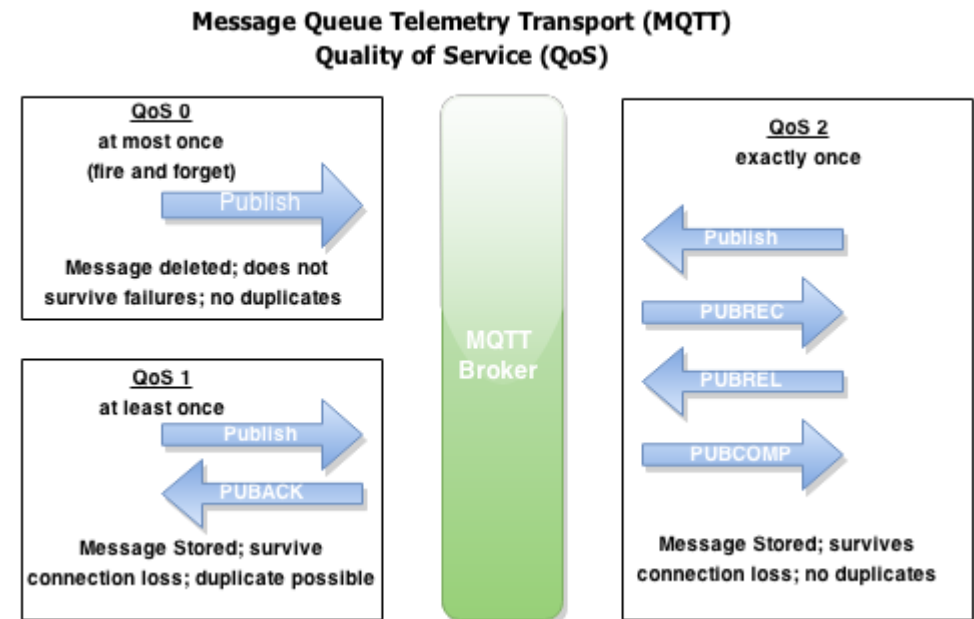 Message Queue Telemetry Transport (MQTT)
Quality of Service (QoS)
QoS 0
at most once
(fire and forget)
Publish
Message deleted; does not
survive failures; no duplicates
QoS 1
at least once
Publish
PUBACK
Message Stored; survive
connection loss; duplicate possible
MQTT
Broker
QoS 2
exactly once
Publish
PUBREC
PUBREL
PUBCOMP
Message Stored; survives
connection loss; no duplicates